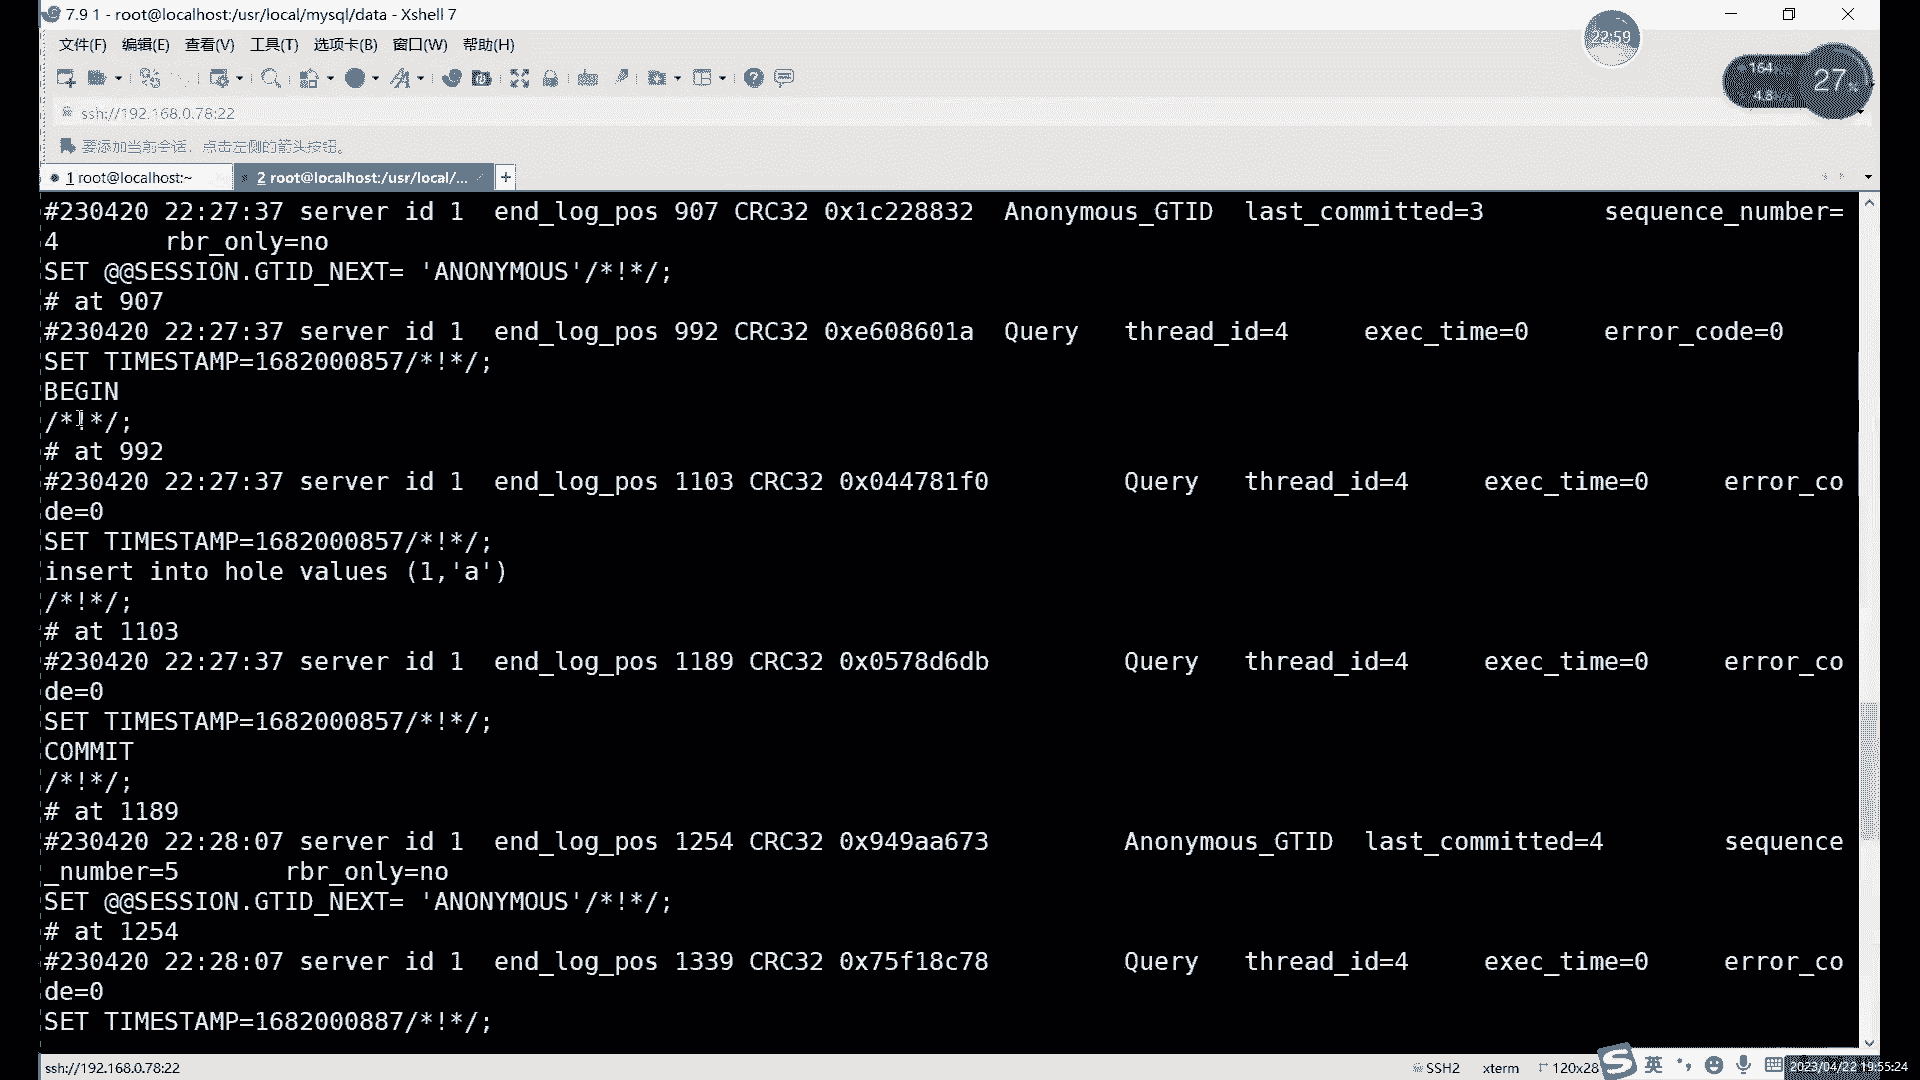 7.9 1 - root@localhost:/usr/local/mysql/data - Xshell 7
22:59
文件(F) 编辑(E) 查看(V) 工具(T) 选项卡(B) 窗口(W) 帮助(H)
164
27%
4.8
ssh://192.168.0.78:22
要添加当前会话，点击左侧的箭头按钮。
1 root@localhost:~ 2 root@localhost:/usr/local/... +
#230420 22:27:37 server id 1  end_log_pos 907 CRC32 0x1c228832  Anonymous_GTID  last_committed=3        sequence_number=
4       rbr_only=no
SET @@SESSION.GTID_NEXT= 'ANONYMOUS'/*!*/;
# at 907
#230420 22:27:37 server id 1  end_log_pos 992 CRC32 0xe608601a  Query   thread_id=4     exec_time=0     error_code=0
SET TIMESTAMP=1682000857/*!*/;
BEGIN
/*!*/;
# at 992
#230420 22:27:37 server id 1  end_log_pos 1103 CRC32 0x044781f0         Query   thread_id=4     exec_time=0     error_co
de=0
SET TIMESTAMP=1682000857/*!*/;
insert into hole values (1,'a')
/*!*/;
# at 1103
#230420 22:27:37 server id 1  end_log_pos 1189 CRC32 0x0578d6db         Query   thread_id=4     exec_time=0     error_co
de=0
SET TIMESTAMP=1682000857/*!*/;
COMMIT
/*!*/;
# at 1189
#230420 22:28:07 server id 1  end_log_pos 1254 CRC32 0x949aa673         Anonymous_GTID  last_committed=4        sequence
_number=5       rbr_only=no
SET @@SESSION.GTID_NEXT= 'ANONYMOUS'/*!*/;
# at 1254
#230420 22:28:07 server id 1  end_log_pos 1339 CRC32 0x75f18c78         Query   thread_id=4     exec_time=0     error_co
de=0
SET TIMESTAMP=1682000887/*!*/;
ssh://192.168.0.78:22 SSH2 xterm 120x28 英 2023/04/22 19:55:24